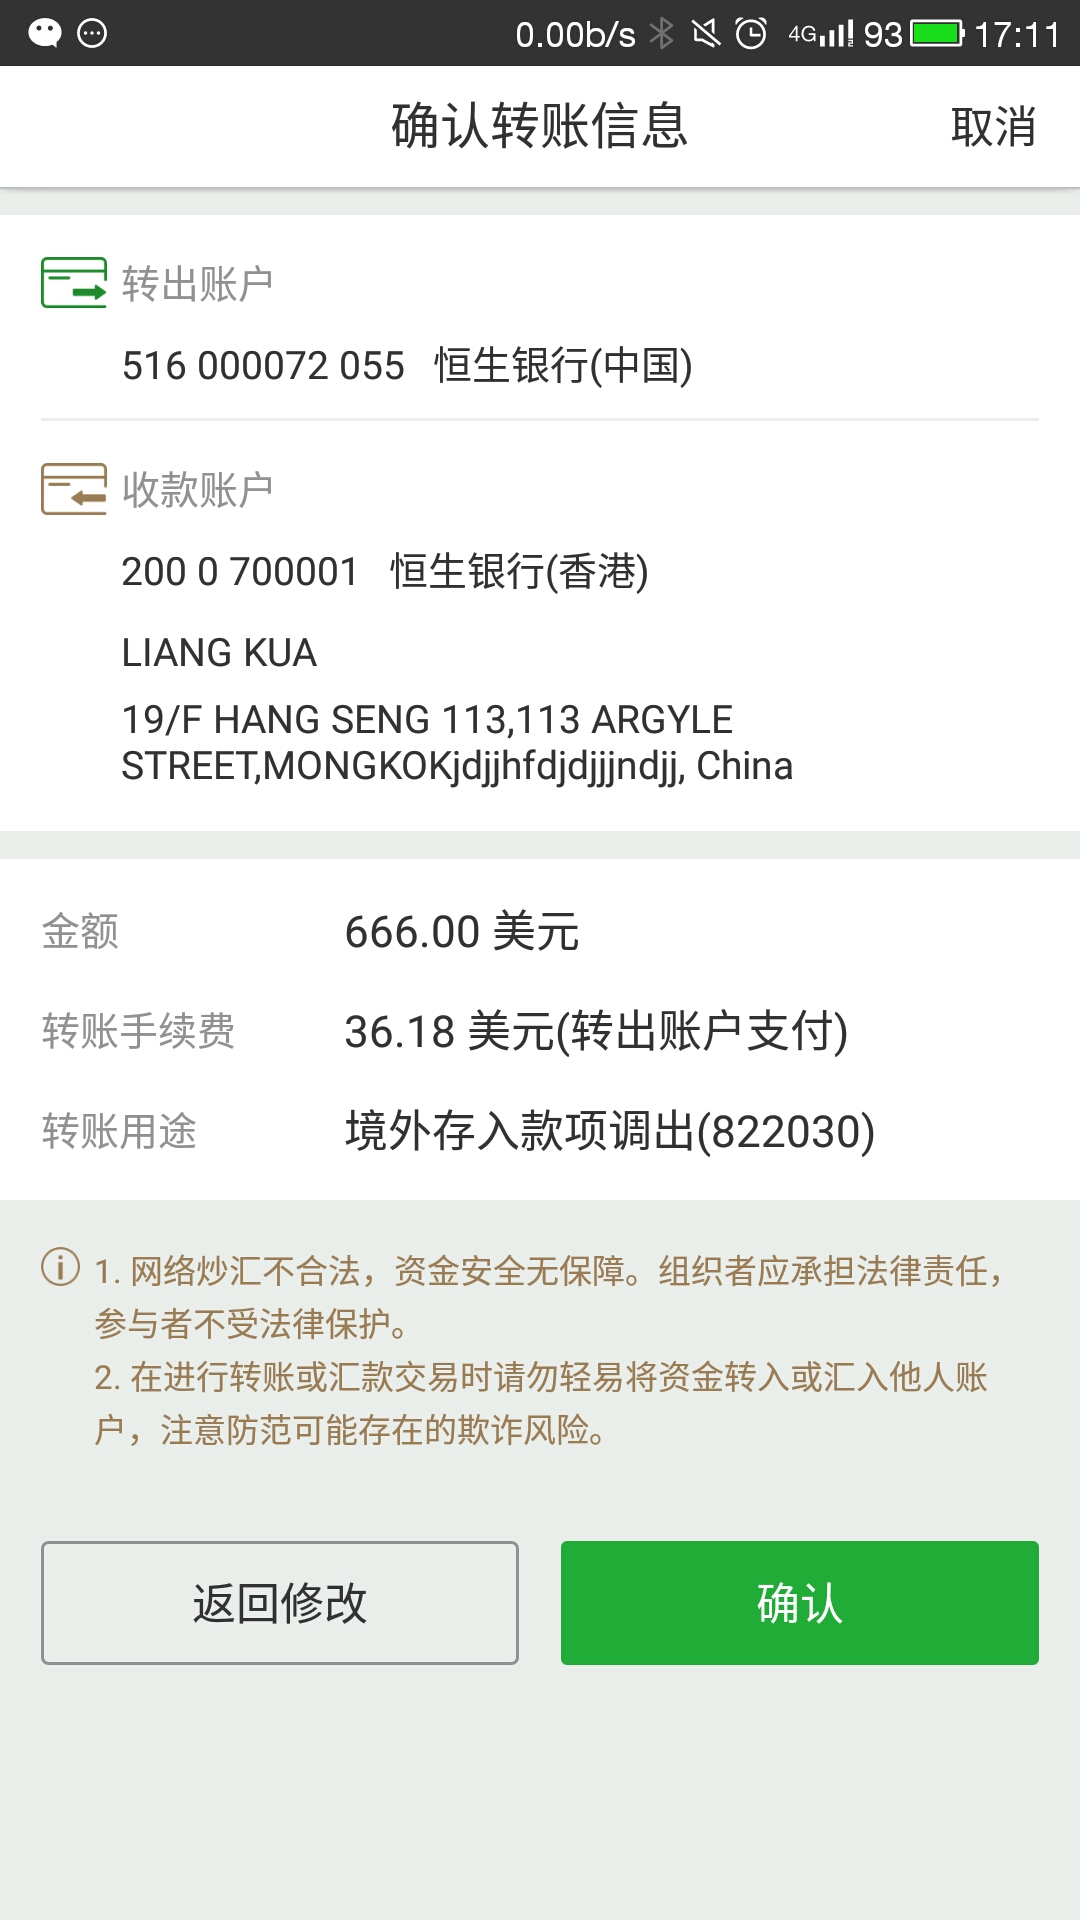 0.00b/s 4G 93 17:11
确认转账信息 取消
转出账户
516 000072 055 恒生银行(中国)
收款账户
200 0 700001 恒生银行(香港)
LIANG KUA
19/F HANG SENG 113,113 ARGYLE
STREET,MONGKOKjdjjhfdjdjjjndjj, China
金额 666.00 美元
转账手续费 36.18 美元(转出账户支付)
转账用途 境外存入款项调出(822030)
1. 网络炒汇不合法，资金安全无保障。组织者应承担法律责任，
参与者不受法律保护。
2. 在进行转账或汇款交易时请勿轻易将资金转入或汇入他人账
户，注意防范可能存在的欺诈风险。
返回修改 确认